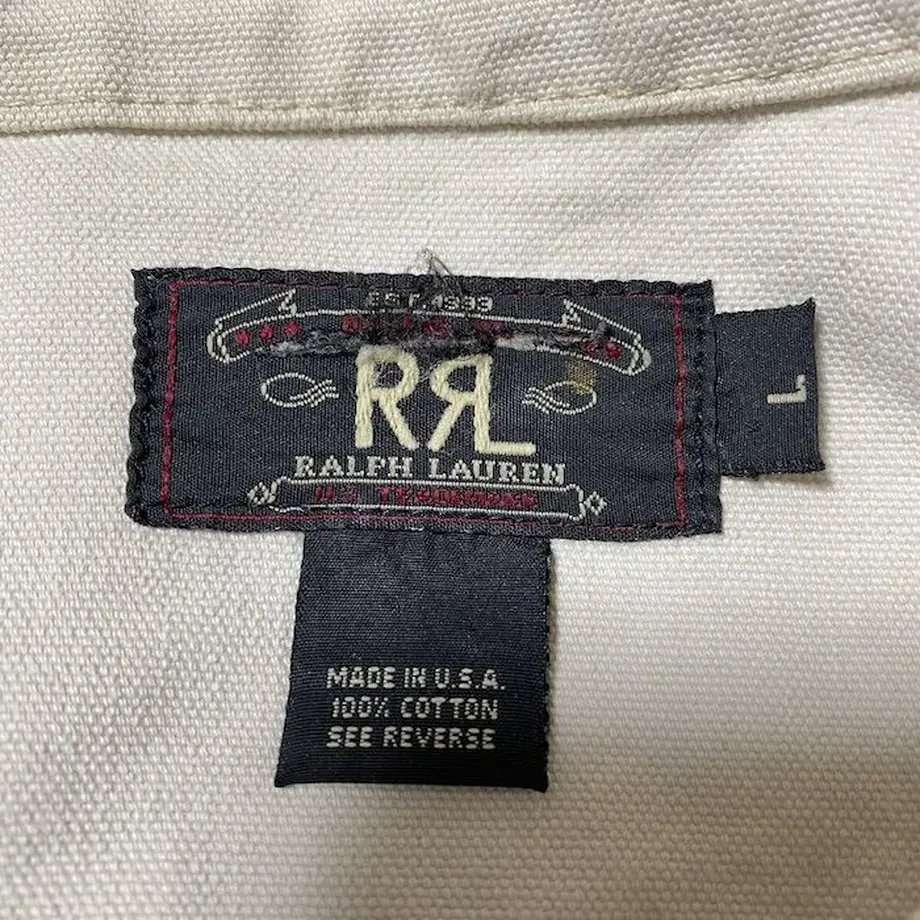 EST. 1993
RRL
RALPH LAUREN
L
MADE IN U.S.A.
100% COTTON
SEE REVERSE